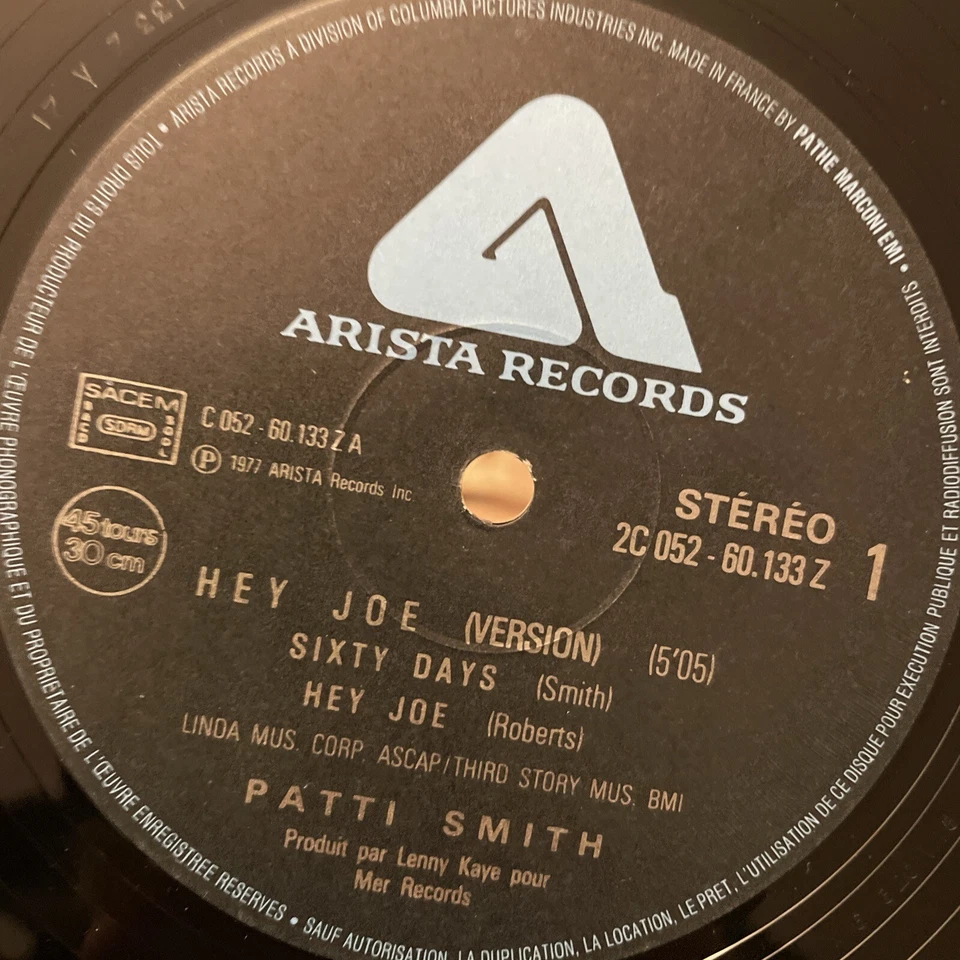 • ARISTA RECORDS A DIVISION OF COLUMBIA PICTURES INDUSTRIES INC. MADE IN FRANCE BY PATHE MARCONI EMI •
TOUS DROITS DU PRODUCTEUR DE L'ŒUVRE PHONOGRAPHIQUE ET DU PROPRIETAIRE DE L'ŒUVRE ENREGISTREE RESERVES • SAUF AUTORISATION, LA DUPLICATION, LA LOCATION, LE PRET, L'UTILISATION DE CE DISQUE POUR EXECUTION PUBLIQUE ET RADIODIFFUSION SONT INTERDITS
ARISTA RECORDS
SACEM
SDRM
C 052 - 60.133 Z A
Ⓟ 1977 ARISTA Records Inc
45 tours
30 cm
STÉRÉO
2C 052 - 60.133 Z
1
HEY JOE (VERSION) (5'05)
SIXTY DAYS (Smith)
HEY JOE (Roberts)
LINDA MUS. CORP. ASCAP/THIRD STORY MUS. BMI
PATTI SMITH
Produit par Lenny Kaye pour
Mer Records